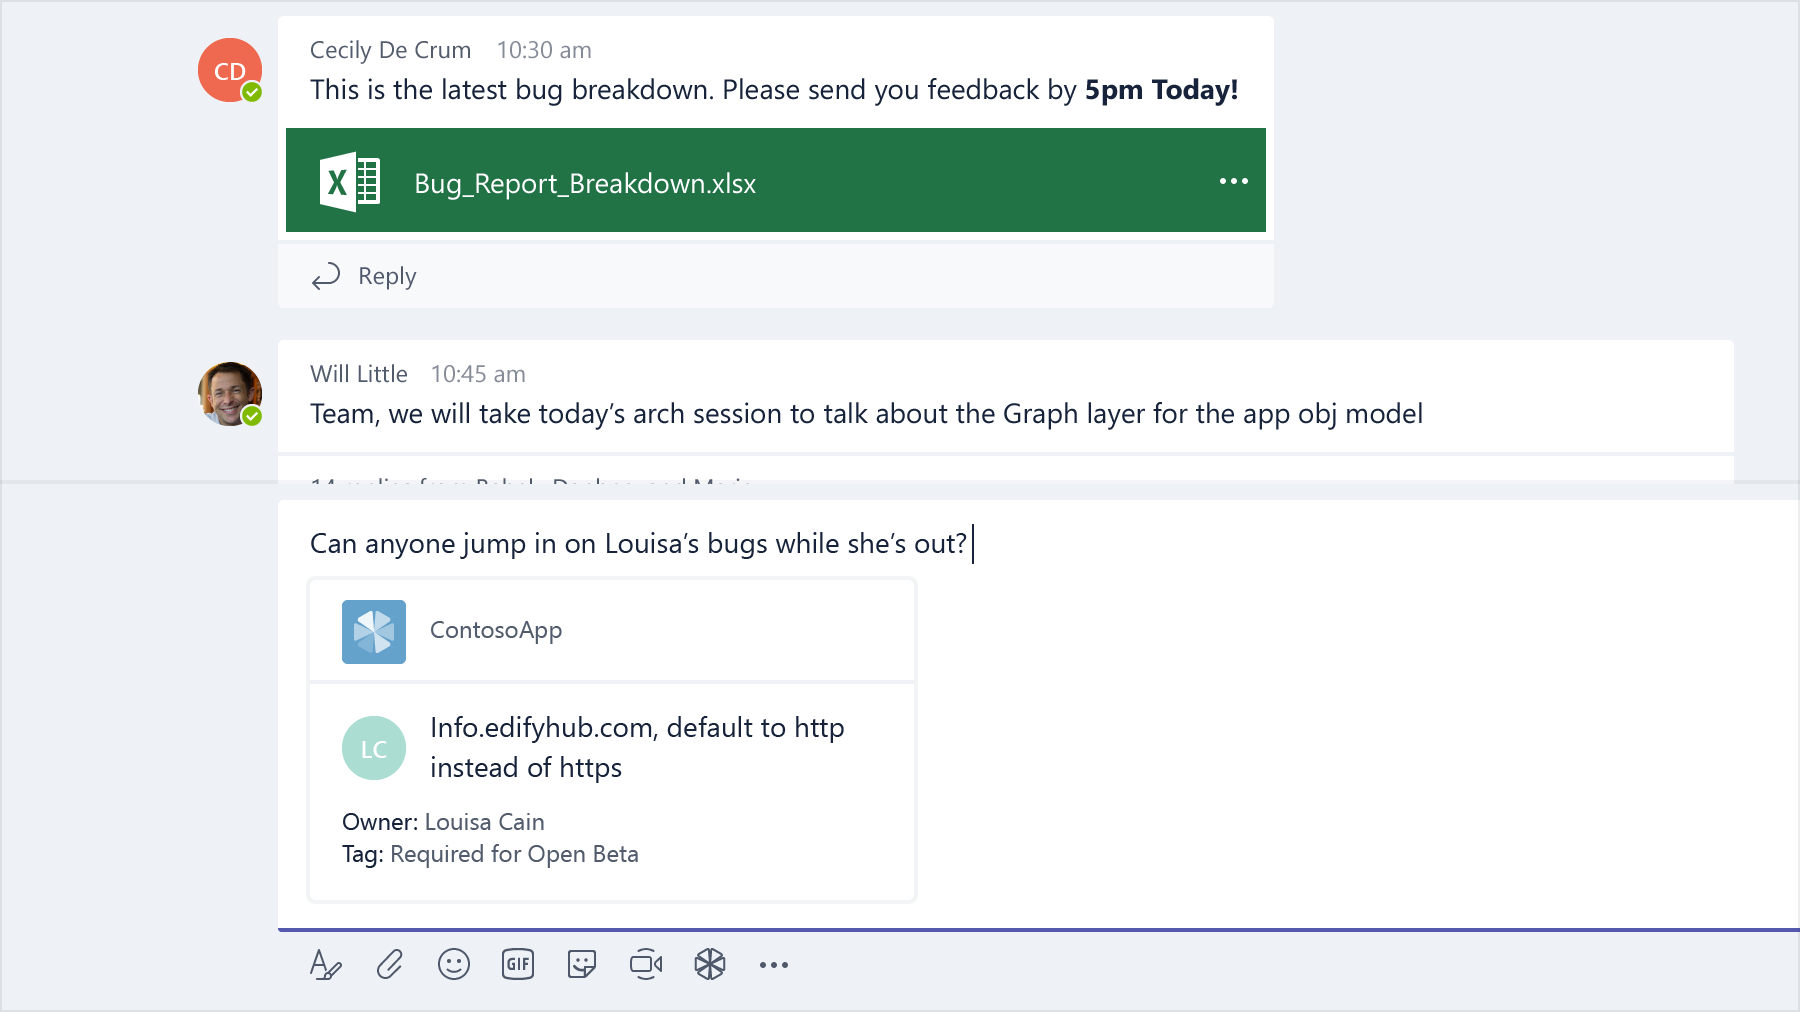 CD
Cecily De Crum 10:30 am
This is the latest bug breakdown. Please send you feedback by 5pm Today!
X
Bug_Report_Breakdown.xlsx
Reply
Will Little 10:45 am
Team, we will take today’s arch session to talk about the Graph layer for the app obj model
14 replies from and
Can anyone jump in on Louisa’s bugs while she’s out?
ContosoApp
LC
Info.edifyhub.com, default to http
instead of https
Owner: Louisa Cain
Tag: Required for Open Beta
GIF